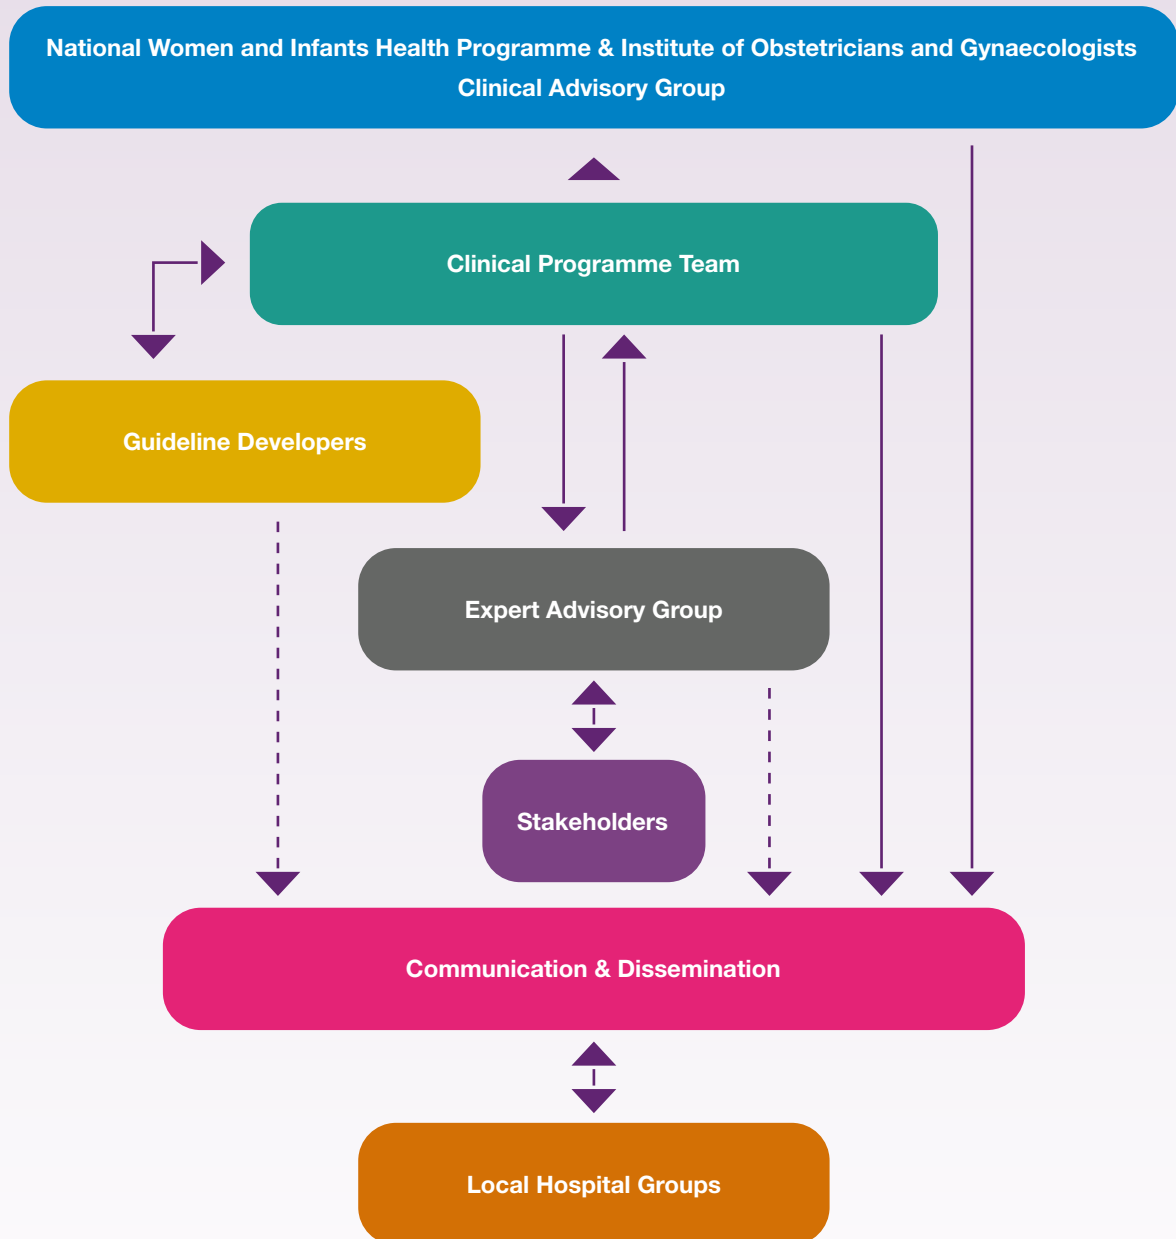 National Women and Infants Health Programme & Institute of Obstetricians and Gynaecologists
Clinical Advisory Group
Clinical Programme Team
Guideline Developers
Expert Advisory Group
Stakeholders
Communication & Dissemination
Local Hospital Groups